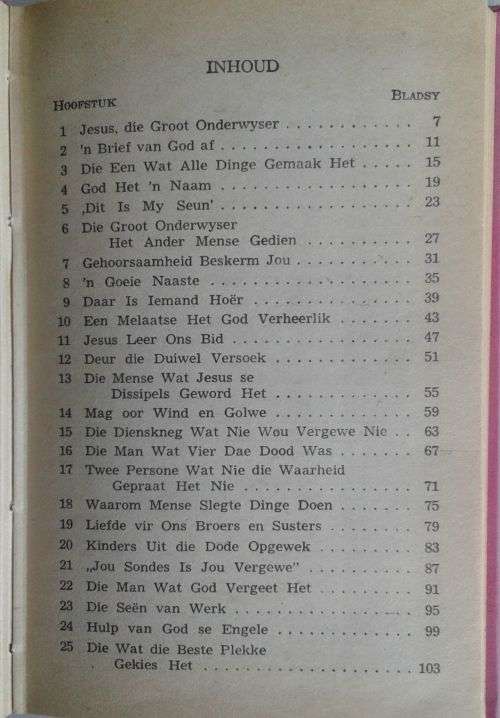 INHOUD
HOOFSTUK BLADSY
1 Jesus, die Groot Onderwyser . . . . . . . . . . . . 7
2 'n Brief van God af . . . . . . . . . . . . . . . . . . 11
3 Die Een Wat Alle Dinge Gemaak Het . . . . . 15
4 God Het 'n Naam . . . . . . . . . . . . . . . . . . 19
5 ‚Dit Is My Seun' . . . . . . . . . . . . . . . . . . 23
6 Die Groot Onderwyser
Het Ander Mense Gedien . . . . . . . . . . 27
7 Gehoorsaamheid Beskerm Jou . . . . . . . . . . . 31
8 'n Goeie Naaste . . . . . . . . . . . . . . . . . . . 35
9 Daar Is Iemand Hoër . . . . . . . . . . . . . . . 39
10 Een Melaatse Het God Verheerlik . . . . . . . 43
11 Jesus Leer Ons Bid . . . . . . . . . . . . . . . . 47
12 Deur die Duiwel Versoek . . . . . . . . . . . . . 51
13 Die Mense Wat Jesus se
Dissipels Geword Het . . . . . . . . . . . . . 55
14 Mag oor Wind en Golwe . . . . . . . . . . . . . 59
15 Die Dienskneg Wat Nie Wou Vergewe Nie . . 63
16 Die Man Wat Vier Dae Dood Was . . . . . . . 67
17 Twee Persone Wat Nie die Waarheid
Gepraat Het Nie . . . . . . . . . . . . . . . . 71
18 Waarom Mense Slegte Dinge Doen . . . . . . . 75
19 Liefde vir Ons Broers en Susters . . . . . . . . 79
20 Kinders Uit die Dode Opgewek . . . . . . . . . 83
21 „Jou Sondes Is Jou Vergewe" . . . . . . . . . . 87
22 Die Man Wat God Vergeet Het . . . . . . . . . 91
23 Die Seën van Werk . . . . . . . . . . . . . . . . 95
24 Hulp van God se Engele . . . . . . . . . . . . . 99
25 Die Wat die Beste Plekke
Gekies Het . . . . . . . . . . . . . . . . . . . 103